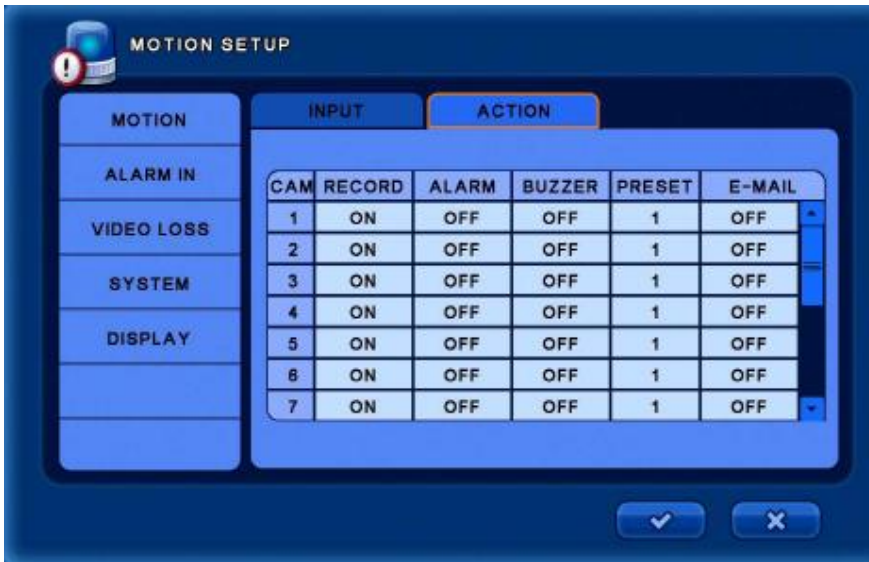 MOTION SETUP
MOTION
ALARM IN
VIDEO LOSS
SYSTEM
DISPLAY
INPUT ACTION
CAM RECORD ALARM BUZZER PRESET E-MAIL
1 ON OFF OFF 1 OFF
2 ON OFF OFF 1 OFF
3 ON OFF OFF 1 OFF
4 ON OFF OFF 1 OFF
5 ON OFF OFF 1 OFF
6 ON OFF OFF 1 OFF
7 ON OFF OFF 1 OFF